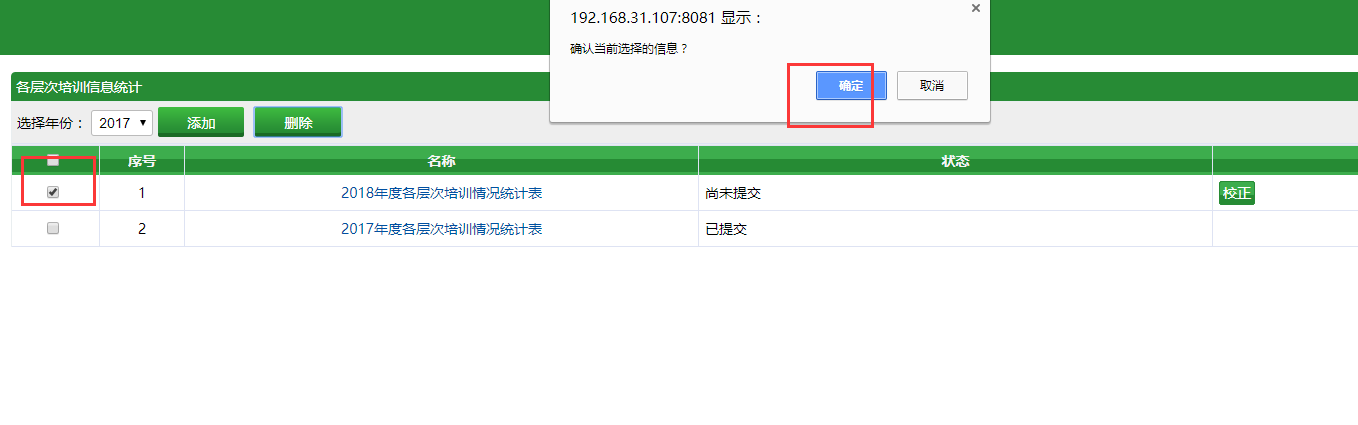 192.168.31.107:8081 显示：
确认当前选择的信息？
确定 取消
各层次培训信息统计
选择年份： 2017 添加 删除
序号 名称 状态
1 2018年度各层次培训情况统计表 尚未提交 校正
2 2017年度各层次培训情况统计表 已提交